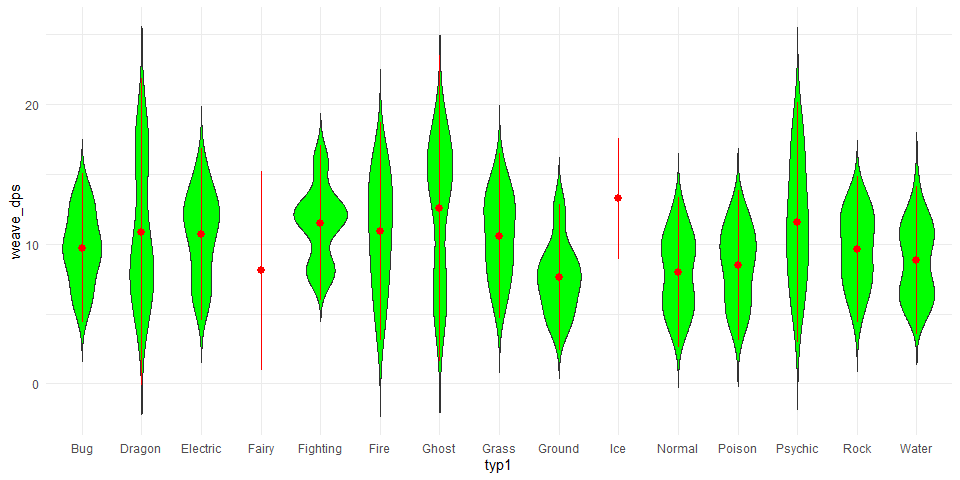 weave_dps
20
10
0
Bug Dragon Electric Fairy Fighting Fire Ghost Grass Ground Ice Normal Poison Psychic Rock Water
typ1